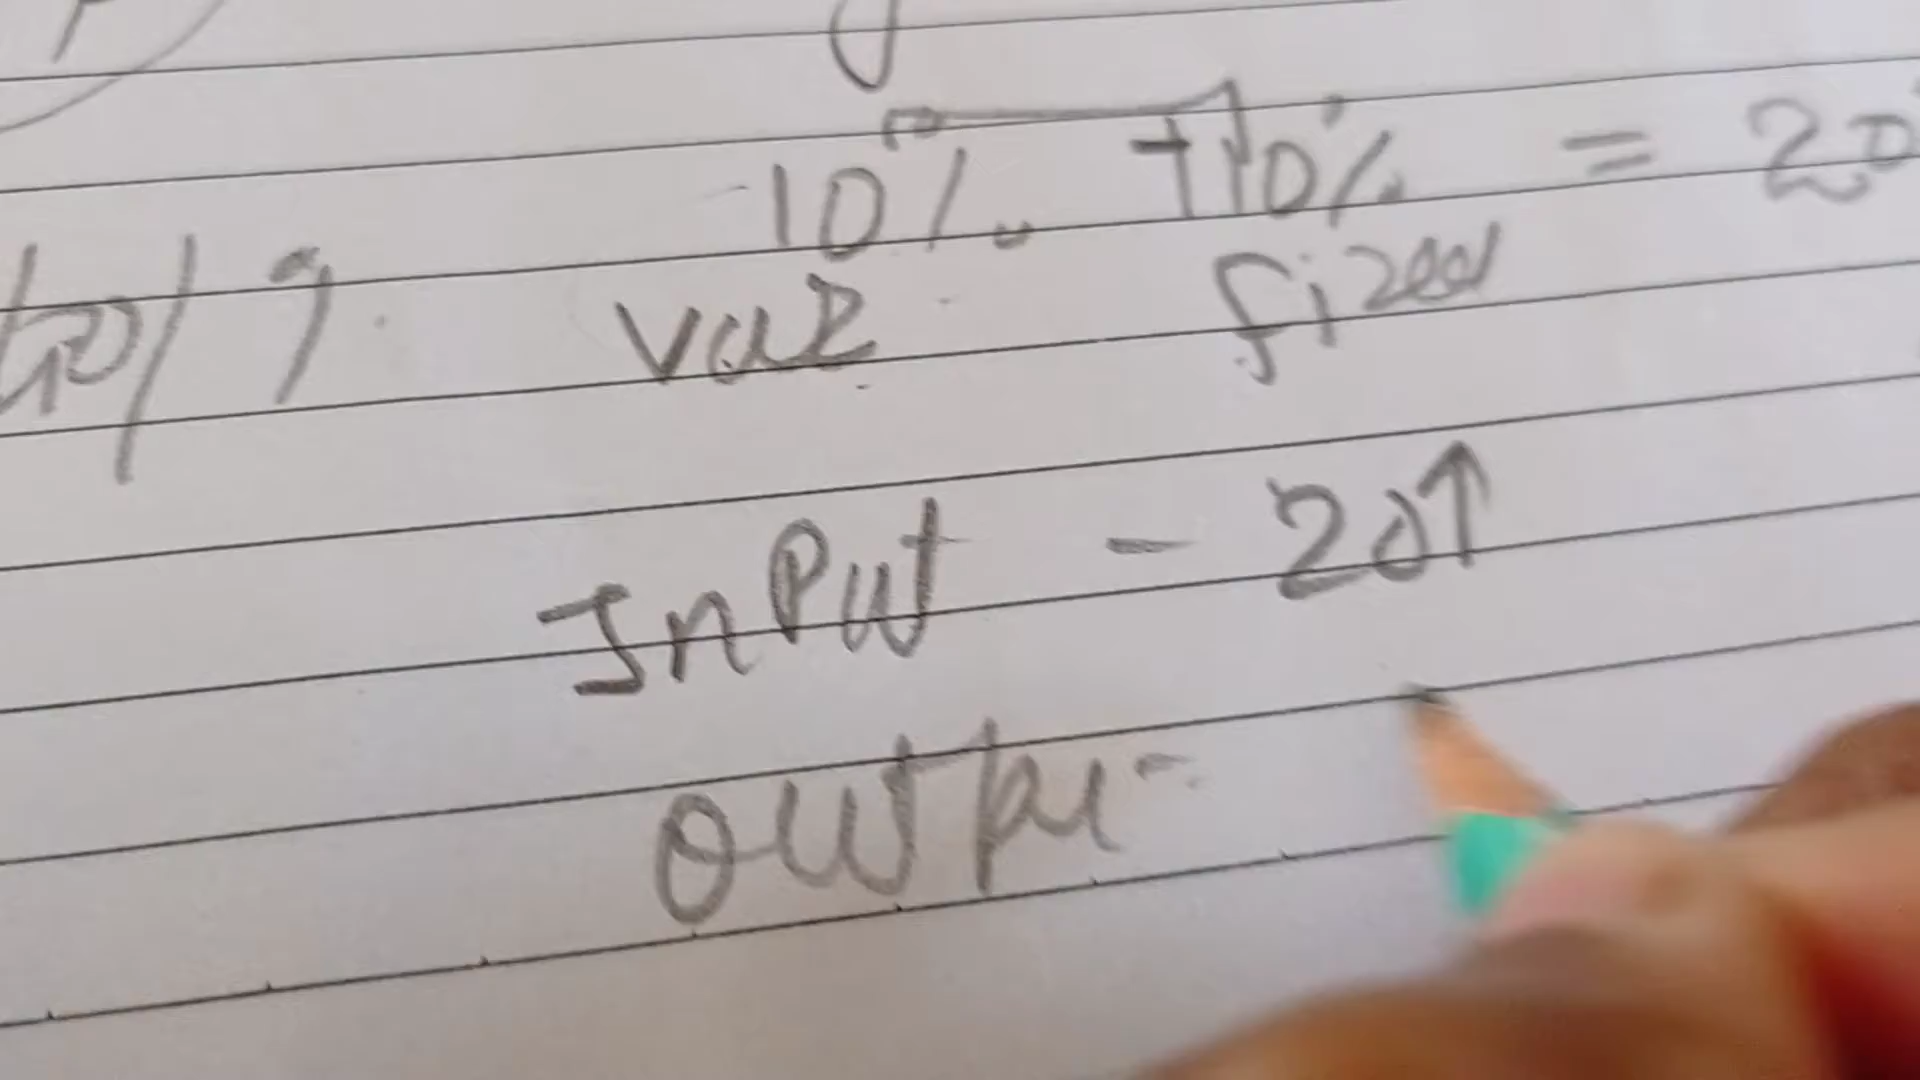 10% +10% = 20
var fixed
InPut - 20↑
outpu -